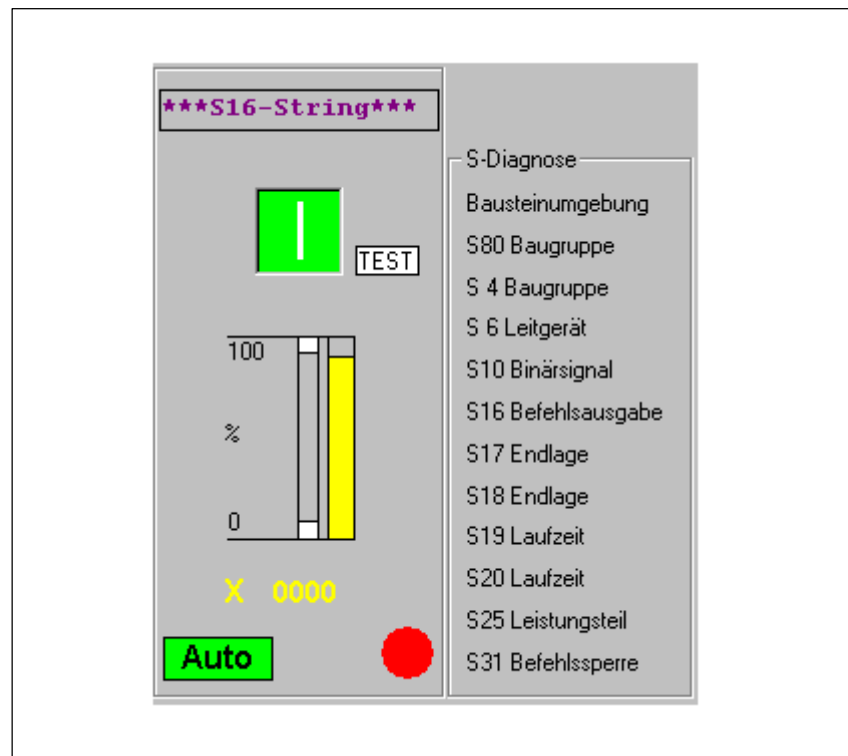 ***S16-String***
TEST
100
%
0
X 0000
Auto
S-Diagnose
Bausteinumgebung
S80 Baugruppe
S 4 Baugruppe
S 6 Leitgerät
S10 Binärsignal
S16 Befehlsausgabe
S17 Endlage
S18 Endlage
S19 Laufzeit
S20 Laufzeit
S25 Leistungsteil
S31 Befehlssperre